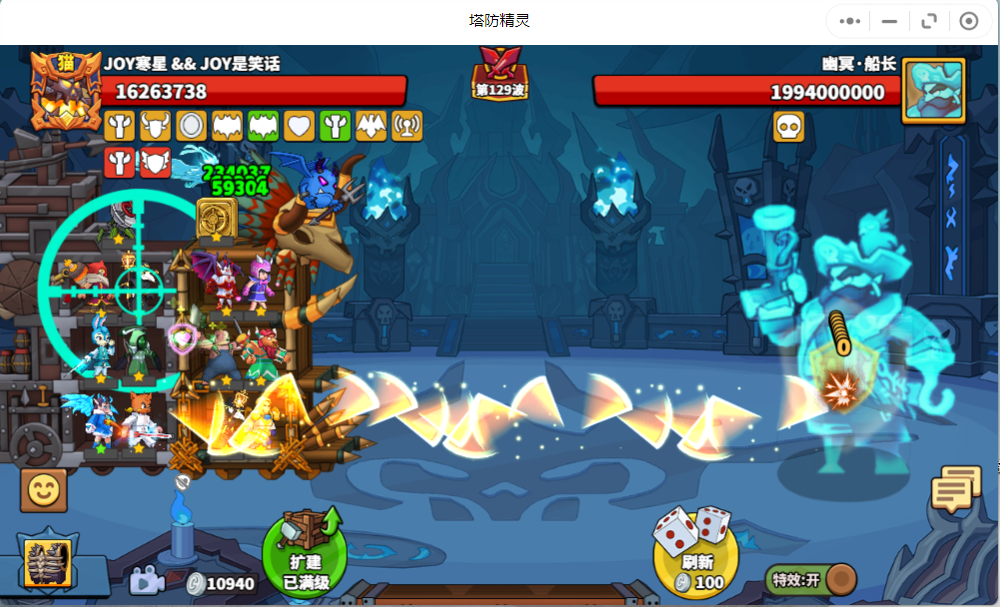 塔防精灵
猫
JOY寒星 && JOY是笑话
16263738
第129波
幽冥·船长
1994000000
234037
59304
10940
扩建
已满级
刷新
100
特效:开